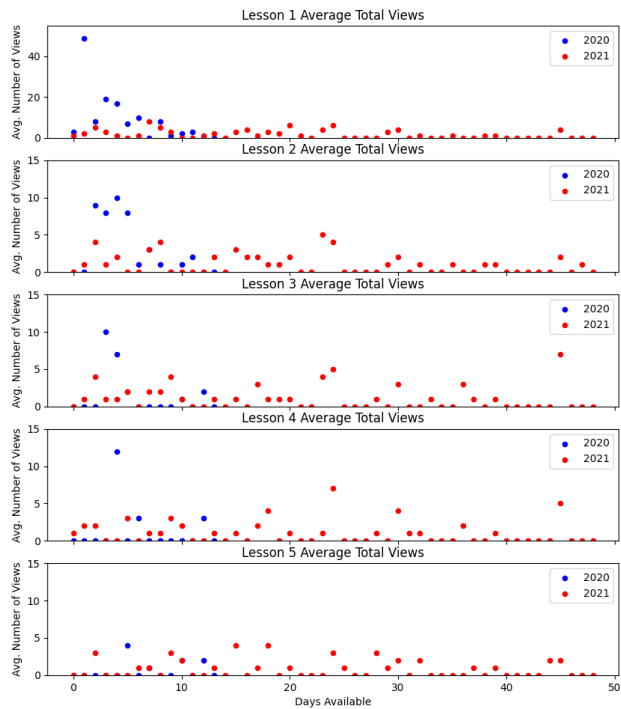 Lesson 1 Average Total Views
Avg. Number of Views
40
20
0
2020
2021
Lesson 2 Average Total Views
Avg. Number of Views
15
10
5
0
2020
2021
Lesson 3 Average Total Views
Avg. Number of Views
15
10
5
0
2020
2021
Lesson 4 Average Total Views
Avg. Number of Views
15
10
5
0
2020
2021
Lesson 5 Average Total Views
Avg. Number of Views
15
10
5
0
2020
2021
0 10 20 30 40 50
Days Available